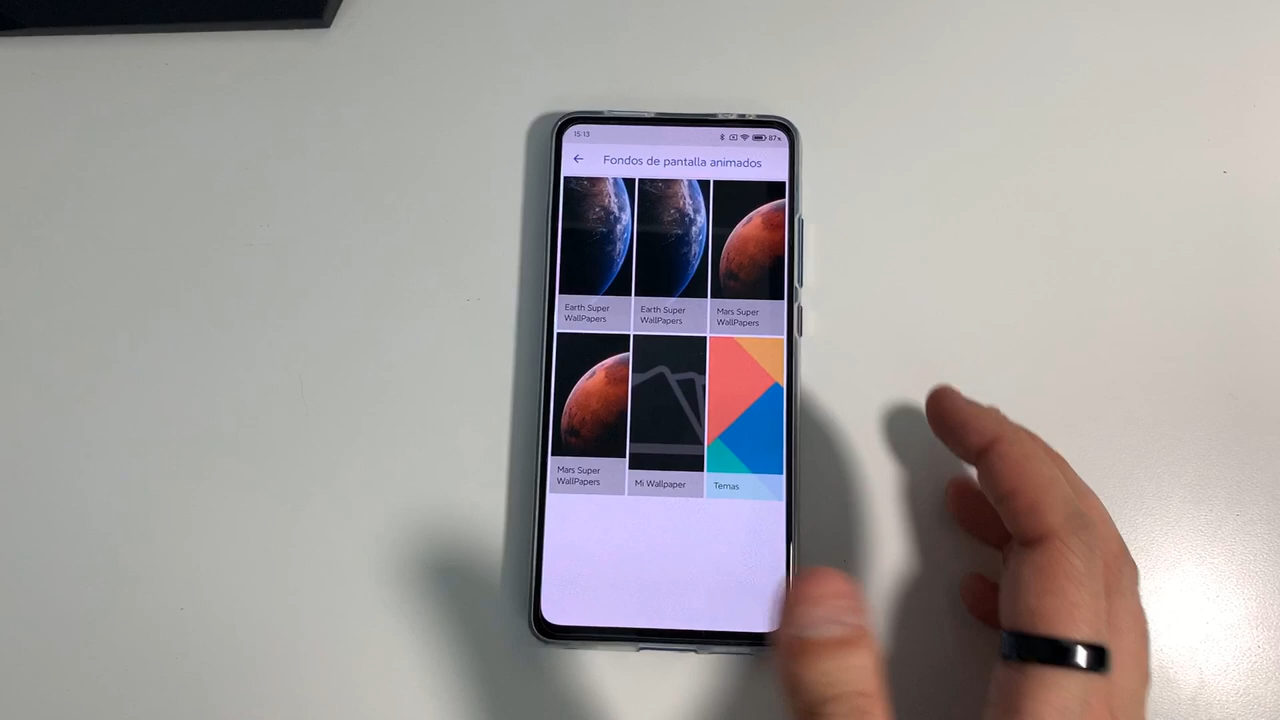 15:13
87%
Fondos de pantalla animados
Earth Super
WallPapers
Earth Super
WallPapers
Mars Super
WallPapers
Mars Super
WallPapers
Mi Wallpaper
Temas